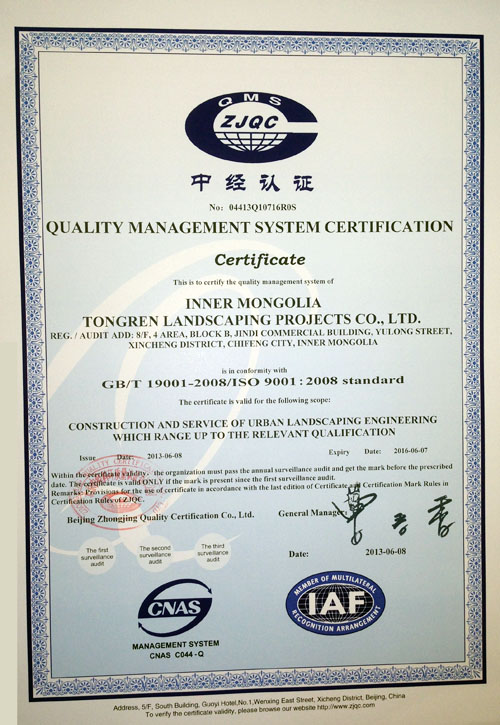 QMS
ZJQC
中经认证
No: 04413Q10716R0S
QUALITY MANAGEMENT SYSTEM CERTIFICATION
Certificate
This is to certify the quality management system of
INNER MONGOLIA
TONGREN LANDSCAPING PROJECTS CO., LTD.
REG. / AUDIT ADD: 8/F, 4 AREA, BLOCK B, JINDI COMMERCIAL BUILDING, YULONG STREET,
XINCHENG DISTRICT, CHIFENG CITY, INNER MONGOLIA
is in conformity with
GB/T 19001-2008/ISO 9001 : 2008 standard
The certificate is valid for the following scope:
CONSTRUCTION AND SERVICE OF URBAN LANDSCAPING ENGINEERING
WHICH RANGE UP TO THE RELEVANT QUALIFICATION
Issue Date: 2013-06-08 Expiry Date: 2016-06-07
Within the certificate validity, the organization must pass the annual surveillance audit and get the mark before the prescribed
date. The certificate is valid ONLY if the mark is present since the first surveillance audit.
Remarks: Provisions for the use of certificate in accordance with the last edition of Certificate and Certification Mark Rules in
Certification Rules of ZJQC.
Beijing Zhongjing Quality Certification Co., Ltd. General Manager:
The first surveillance audit
The second surveillance audit
The third surveillance audit
Date: 2013-06-08
CNAS
MANAGEMENT SYSTEM
CNAS C044-Q
MEMBER OF MULTILATERAL
IAF
RECOGNITION ARRANGEMENT
Address, 5/F, South Building, Guoyi Hotel,No.1,Wenxing East Street, Xicheng District, Beijing, China
To verify the certificate validity, please browse our website http://www.zjqc.com